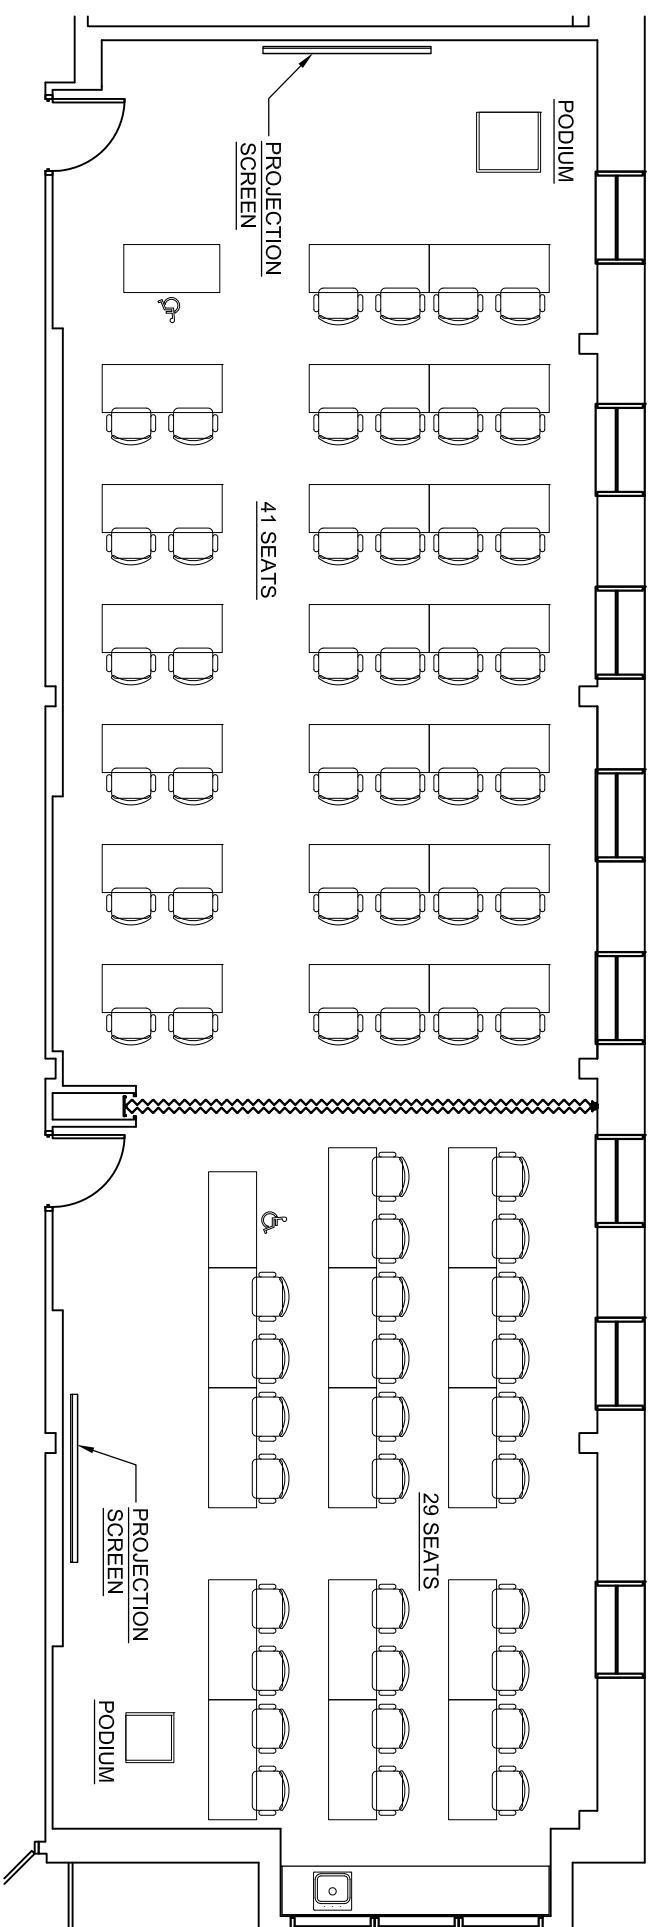 PODIUM
PROJECTION
SCREEN
41 SEATS
29 SEATS
PROJECTION
SCREEN
PODIUM